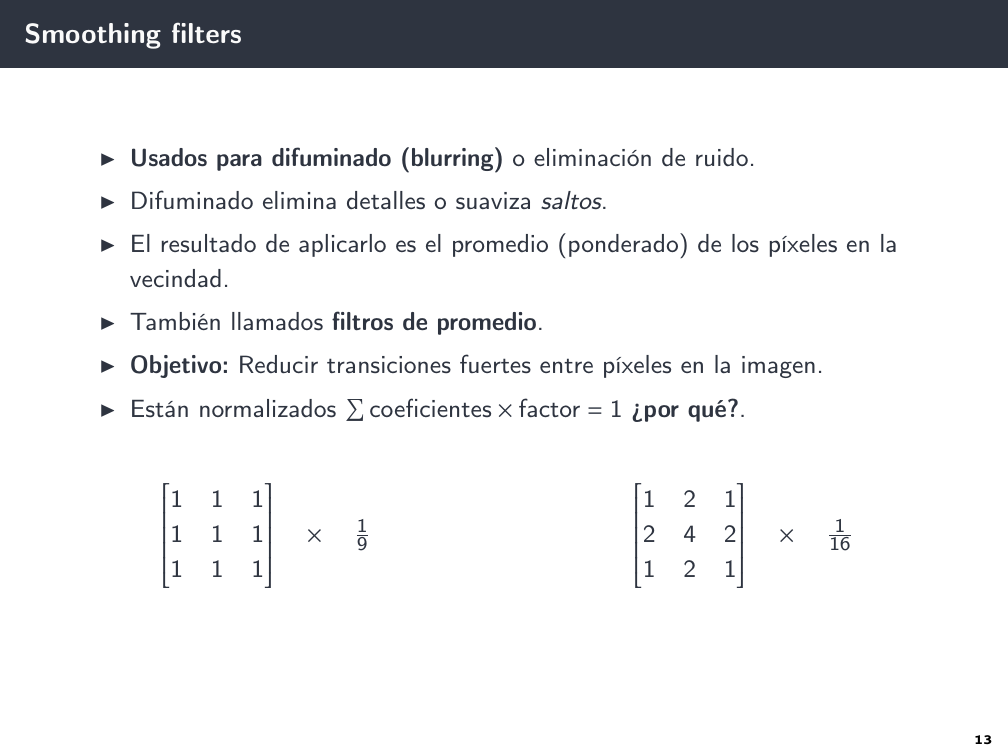 Smoothing filters
▶ Usados para difuminado (blurring) o eliminación de ruido.
▶ Difuminado elimina detalles o suaviza saltos.
▶ El resultado de aplicarlo es el promedio (ponderado) de los píxeles en la
vecindad.
▶ También llamados filtros de promedio.
▶ Objetivo: Reducir transiciones fuertes entre píxeles en la imagen.
▶ Están normalizados ∑ coeficientes × factor = 1 ¿por qué?.
[1 1 1
1 1 1
1 1 1] × 1/9
[1 2 1
2 4 2
1 2 1] × 1/16
13